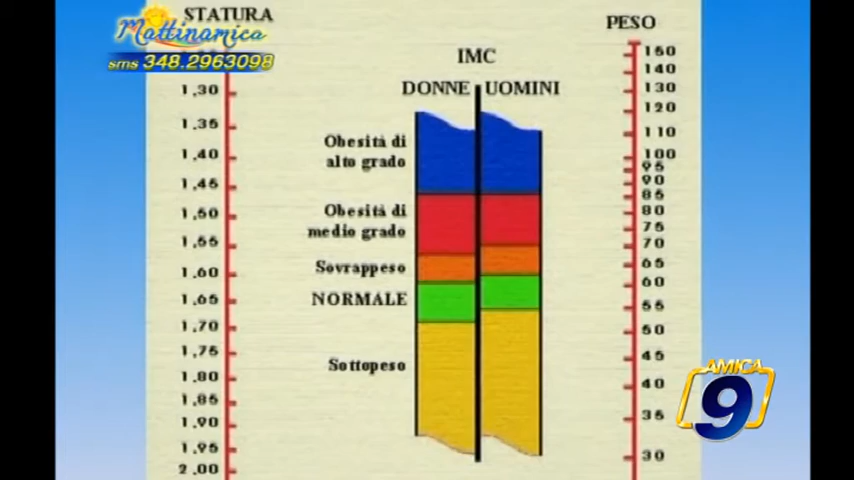 STATURA
Mattinamica
sms 348.2963098
PESO
IMC
DONNE
UOMINI
1,30
1,35
1,40
1,45
1,50
1,55
1,60
1,65
1,70
1,75
1,80
1,85
1,90
1,95
2,00
Obesità di
alto grado
Obesità di
medio grado
Sovrappeso
NORMALE
Sottopeso
150
140
130
120
110
100
95
90
85
80
75
70
65
60
55
50
45
40
35
30
AMICA
9